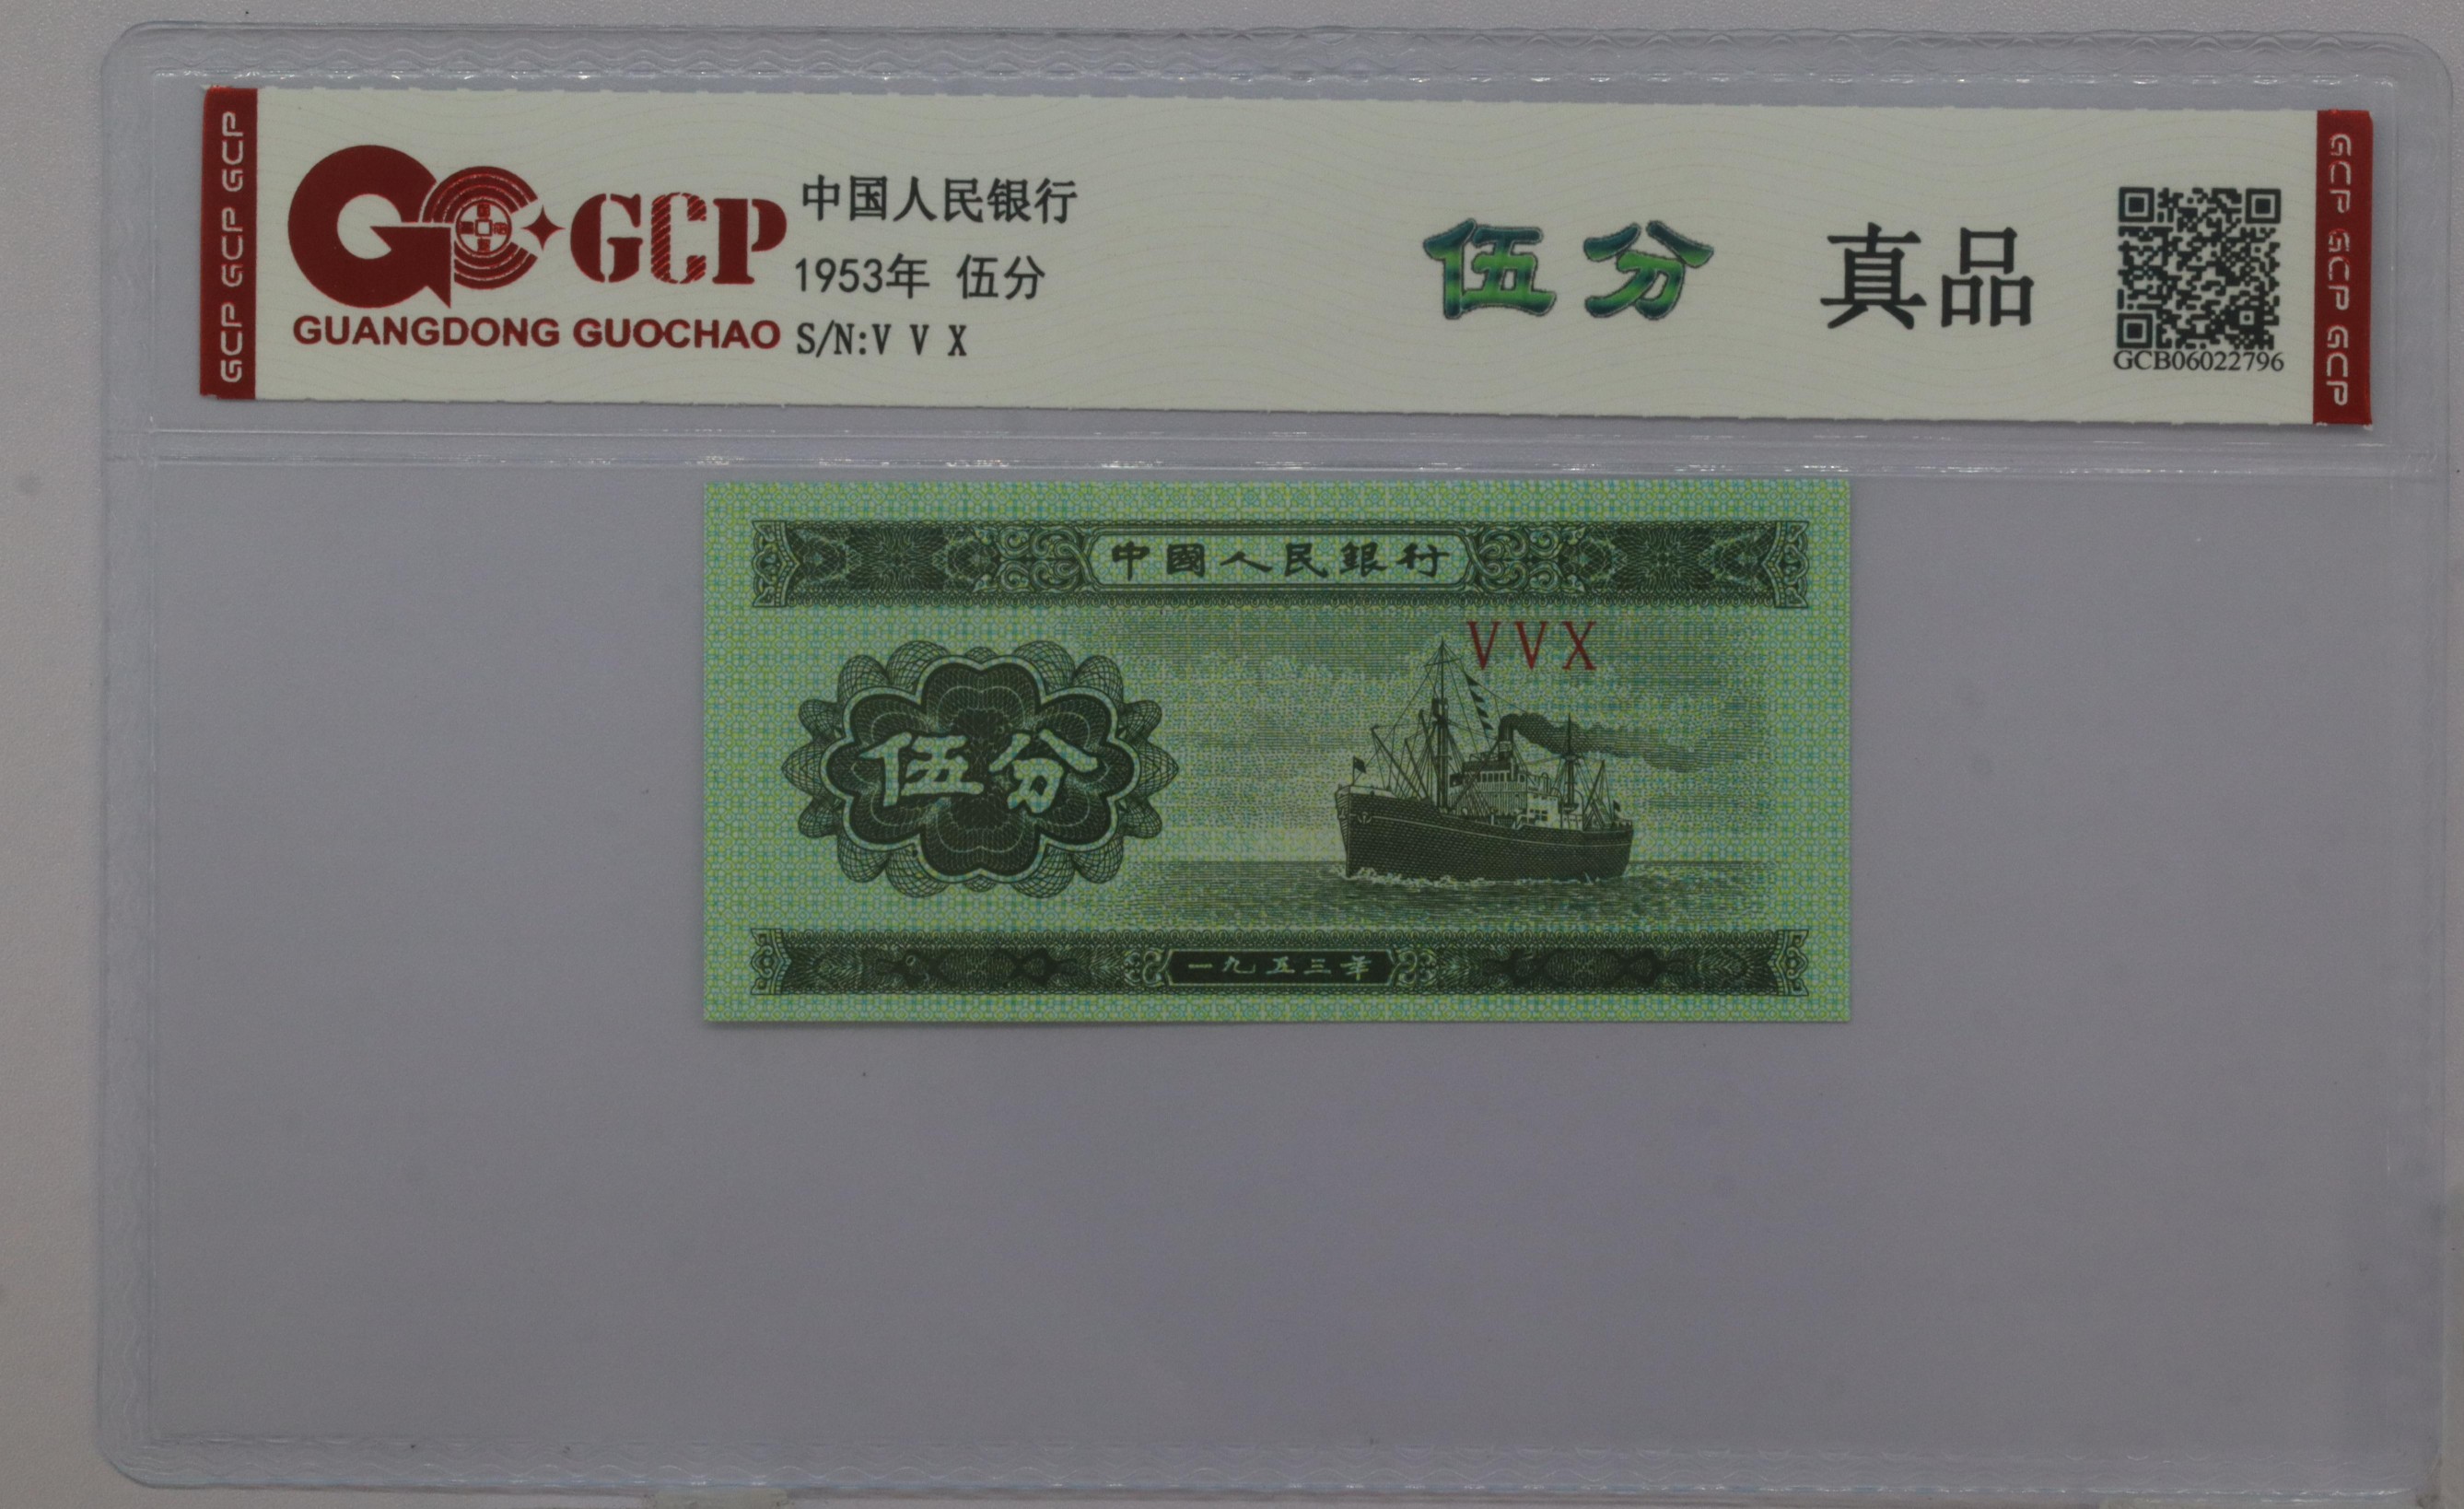 GCP GCP GCP
GCP
中国人民银行
1953年 伍分
GUANGDONG GUOCHAO
S/N:V V X
伍分
真品
GCB06022796
GCP GCP GCP
中國人民銀行
VVX
伍分
一九五三年